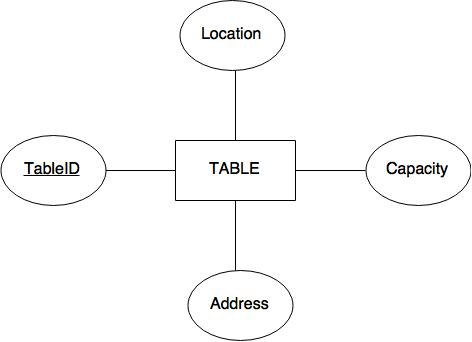 Location
TableID
TABLE
Capacity
Address